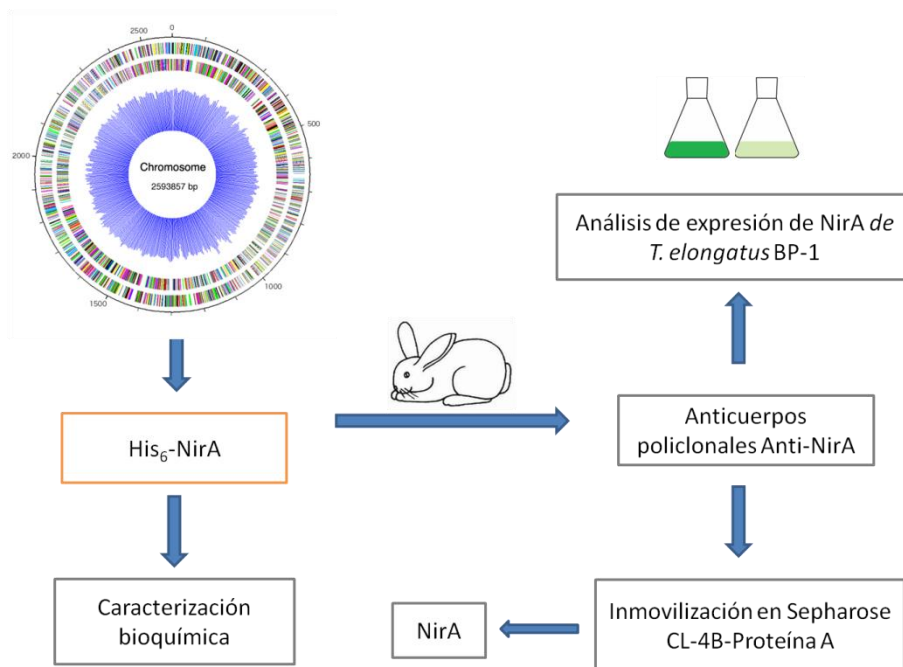 0
2500
500
2000
Chromosome
2593857 bp
1500
1000
Análisis de expresión de NirA de
T. elongatus BP-1
His₆-NirA
Anticuerpos
policlonales Anti-NirA
Caracterización
bioquímica
NirA
Inmovilización en Sepharose
CL-4B-Proteína A